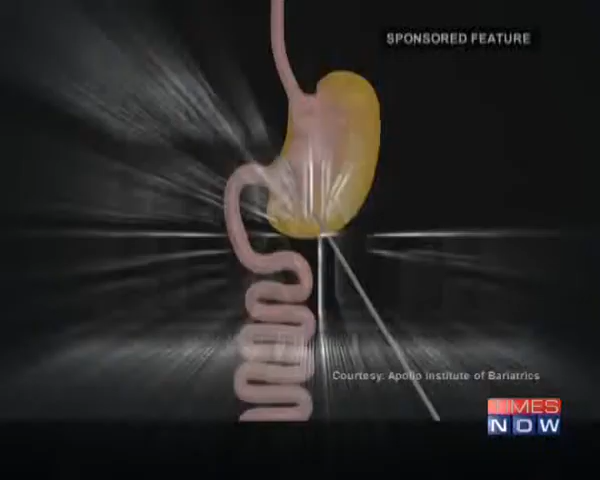 SPONSORED FEATURE
Courtesy: Apollo Institute of Bariatrics
TIMES
NOW